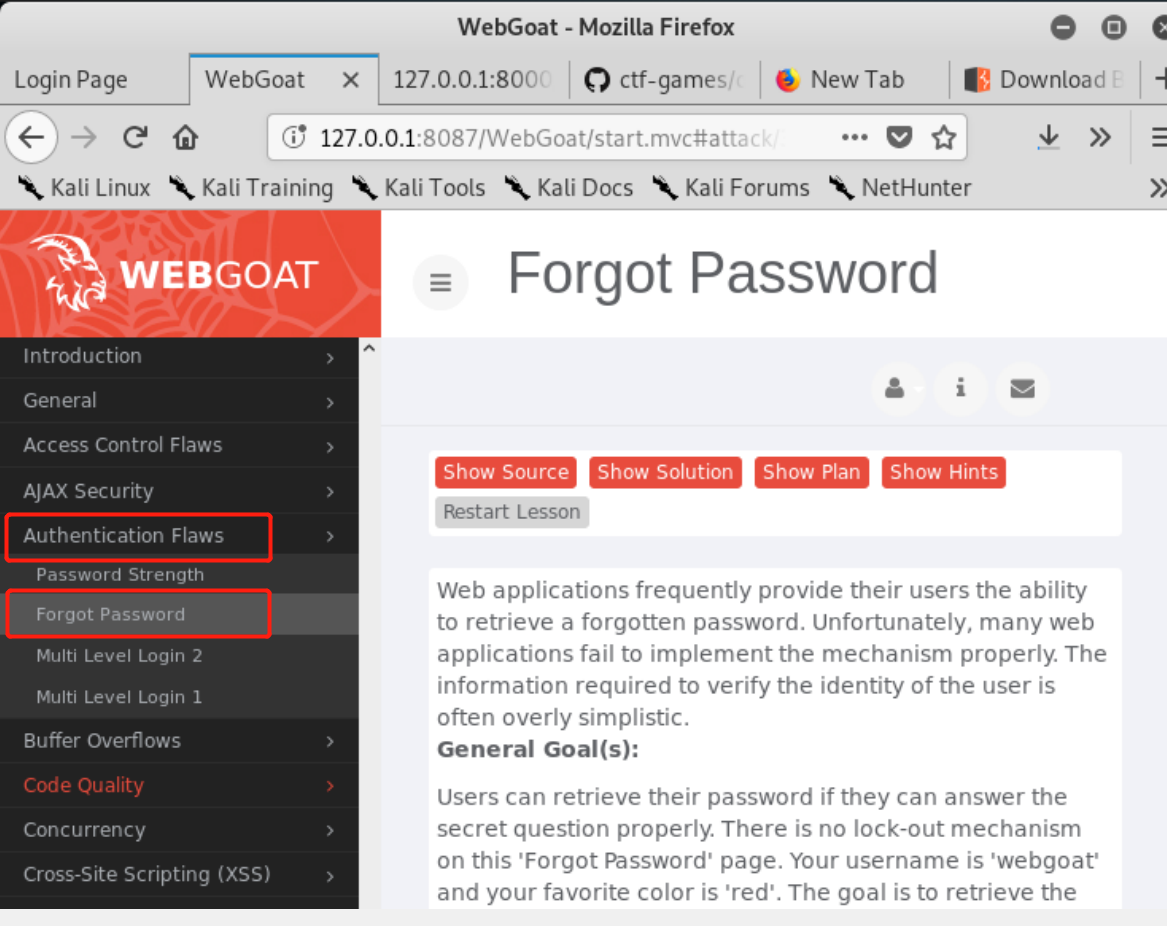 WebGoat - Mozilla Firefox
Login Page WebGoat 127.0.0.1:8000 ctf-games/ New Tab Download B
127.0.0.1:8087/WebGoat/start.mvc#attack/
Kali Linux Kali Training Kali Tools Kali Docs Kali Forums NetHunter
WEBGOAT
Forgot Password
Introduction
General
Access Control Flaws
AJAX Security
Authentication Flaws
Password Strength
Forgot Password
Multi Level Login 2
Multi Level Login 1
Buffer Overflows
Code Quality
Concurrency
Cross-Site Scripting (XSS)
Show Source Show Solution Show Plan Show Hints
Restart Lesson
Web applications frequently provide their users the ability
to retrieve a forgotten password. Unfortunately, many web
applications fail to implement the mechanism properly. The
information required to verify the identity of the user is
often overly simplistic.
General Goal(s):
Users can retrieve their password if they can answer the
secret question properly. There is no lock-out mechanism
on this 'Forgot Password' page. Your username is 'webgoat'
and your favorite color is 'red'. The goal is to retrieve the